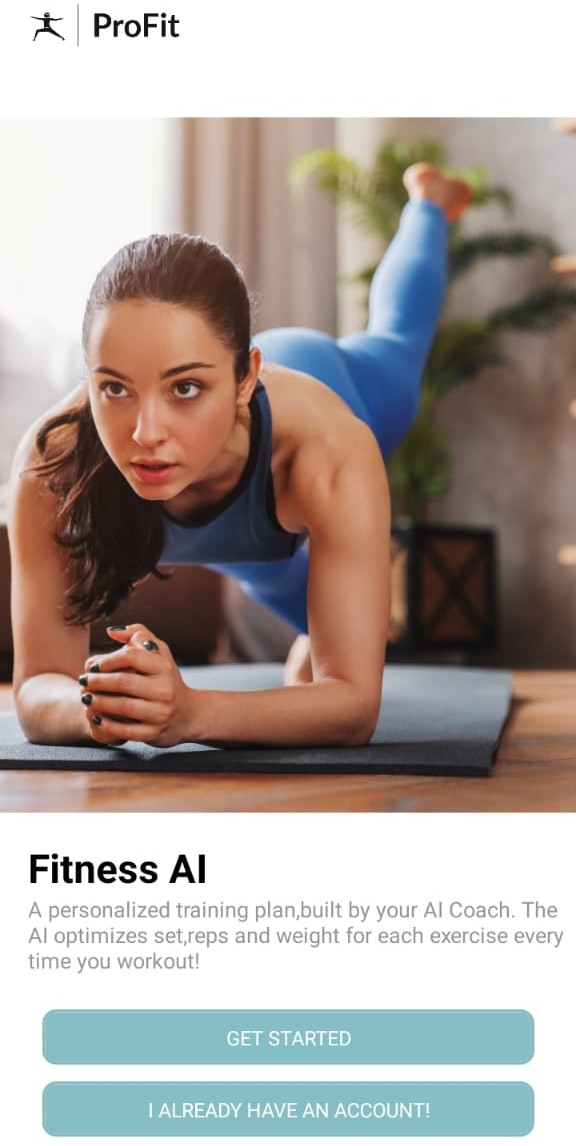 ProFit
Fitness AI
A personalized training plan,built by your AI Coach. The
AI optimizes set,reps and weight for each exercise every
time you workout!
GET STARTED
I ALREADY HAVE AN ACCOUNT!